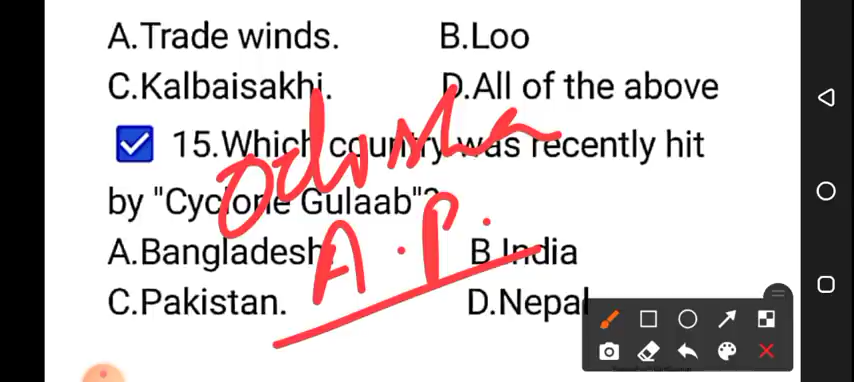 A.Trade winds. B.Loo
C.Kalbaisakhi. D.All of the above
15.Which country was recently hit
by "Cyclone Gulaab"?
A.Bangladesh. B.India
C.Pakistan. D.Nepal
Odisha
A.P.